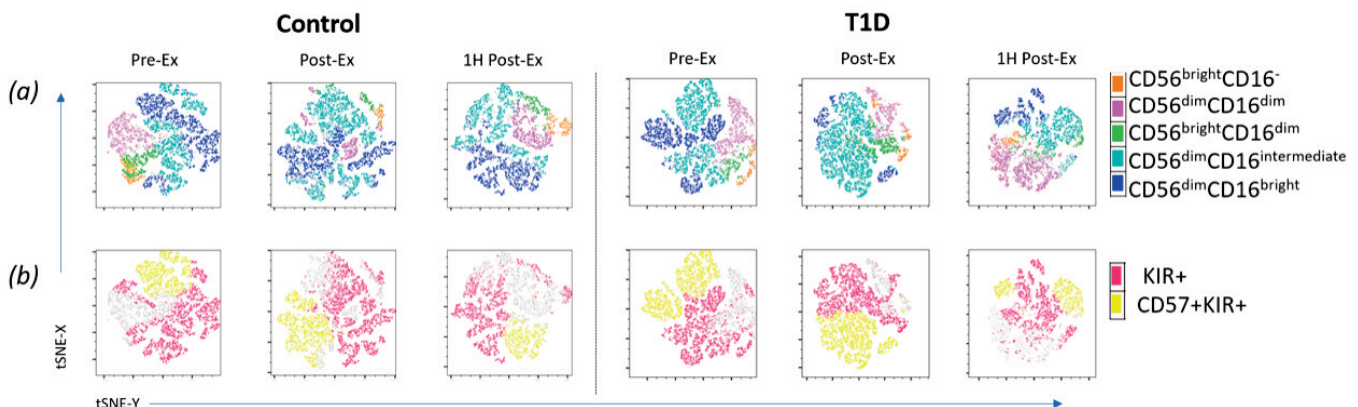 Control
T1D
Pre-Ex
Post-Ex
1H Post-Ex
Pre-Ex
Post-Ex
1H Post-Ex
(a)
CD56brightCD16-
CD56dimCD16dim
CD56brightCD16dim
CD56dimCD16intermediate
CD56dimCD16bright
(b)
KIR+
CD57+KIR+
tSNE-X
tSNE-Y